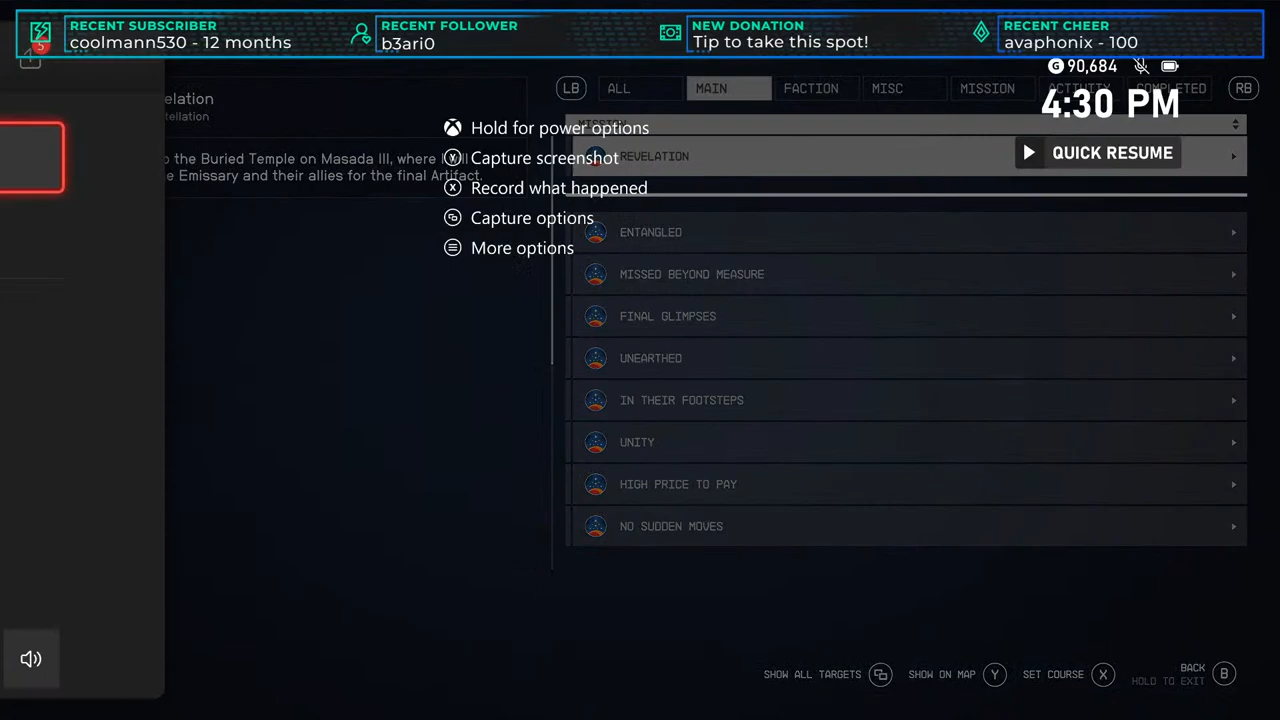 RECENT SUBSCRIBER
coolmann530 - 12 months
RECENT FOLLOWER
b3ari0
NEW DONATION
Tip to take this spot!
RECENT CHEER
avaphonix - 100
5
G 90,684
4:30 PM
QUICK RESUME
Hold for power options
Capture screenshot
Record what happened
Capture options
More options
elation
tellation
the Buried Temple on Masada III, where I
e Emissary and their allies for the final Artifact.
LB
ALL
MAIN
FACTION
MISC
MISSION
ACTIVITY
COMPLETED
RB
MISSION
REVELATION
ENTANGLED
MISSED BEYOND MEASURE
FINAL GLIMPSES
UNEARTHED
IN THEIR FOOTSTEPS
UNITY
HIGH PRICE TO PAY
NO SUDDEN MOVES
SHOW ALL TARGETS
SHOW ON MAP Y
SET COURSE X
BACK B
HOLD TO EXIT